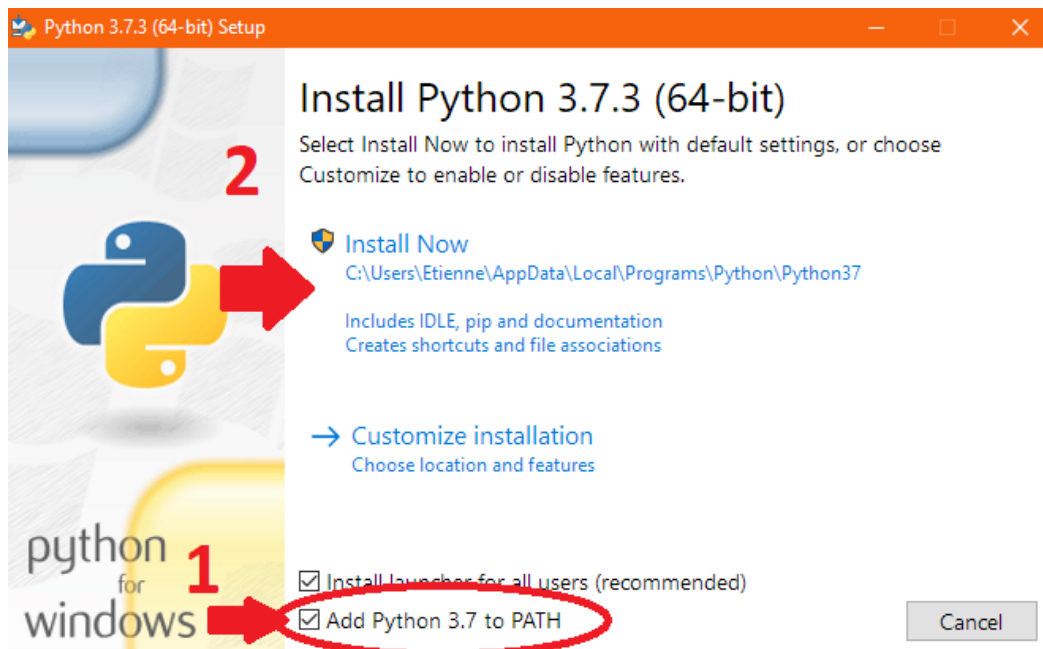 Python 3.7.3 (64-bit) Setup
Install Python 3.7.3 (64-bit)
Select Install Now to install Python with default settings, or choose
Customize to enable or disable features.
2
Install Now
C:\Users\Etienne\AppData\Local\Programs\Python\Python37
Includes IDLE, pip and documentation
Creates shortcuts and file associations
Customize installation
Choose location and features
python
for
windows
1
Install launcher for all users (recommended)
Add Python 3.7 to PATH
Cancel